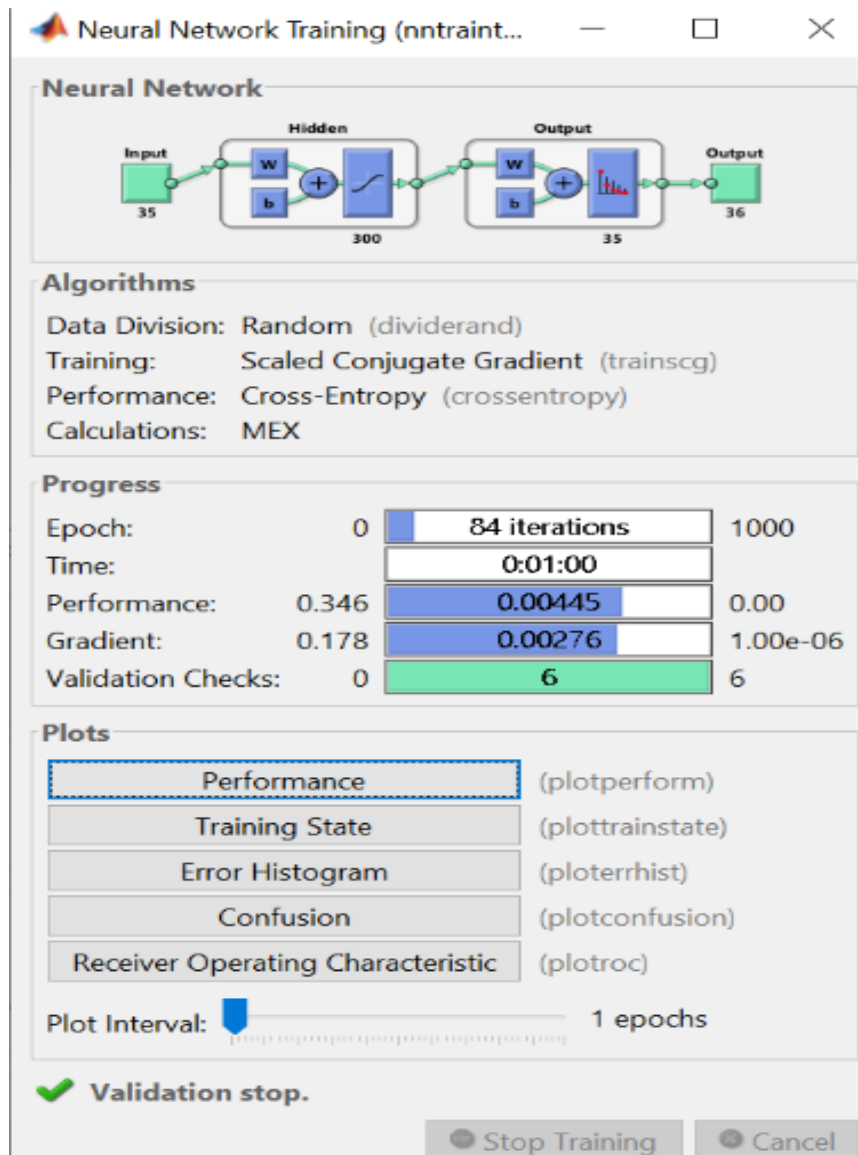 Neural Network Training (nntraint...
Neural Network
Hidden
Output
Input
Output
W
b
W
b
35
300
35
36
Algorithms
Data Division: Random (dividerand)
Training: Scaled Conjugate Gradient (trainscg)
Performance: Cross-Entropy (crossentropy)
Calculations: MEX
Progress
Epoch: 0 84 iterations 1000
Time: 0:01:00
Performance: 0.346 0.00445 0.00
Gradient: 0.178 0.00276 1.00e-06
Validation Checks: 0 6 6
Plots
Performance (plotperform)
Training State (plottrainstate)
Error Histogram (ploterrhist)
Confusion (plotconfusion)
Receiver Operating Characteristic (plotroc)
Plot Interval: 1 epochs
Validation stop.
Stop Training Cancel